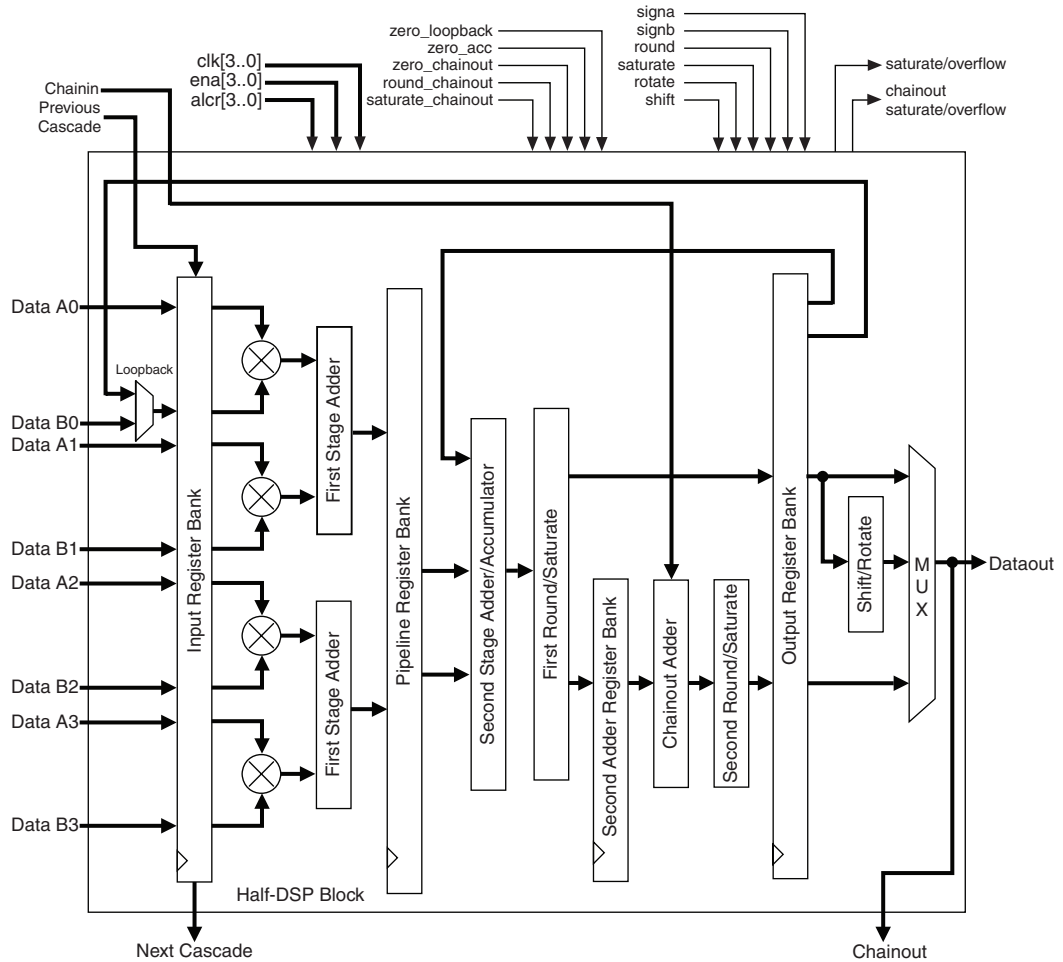 signa
signb
round
saturate
rotate
shift
zero_loopback
zero_acc
zero_chainout
round_chainout
saturate_chainout
clk[3..0]
ena[3..0]
alcr[3..0]
Chainin
Previous
Cascade
saturate/overflow
chainout
saturate/overflow
Data A0
Loopback
Data B0
Data A1
Data B1
Data A2
Data B2
Data A3
Data B3
Input Register Bank
First Stage Adder
First Stage Adder
Pipeline Register Bank
Second Stage Adder/Accumulator
First Round/Saturate
Second Adder Register Bank
Chainout Adder
Second Round/Saturate
Output Register Bank
Shift/Rotate
M
U
X
Dataout
Half-DSP Block
Next Cascade
Chainout